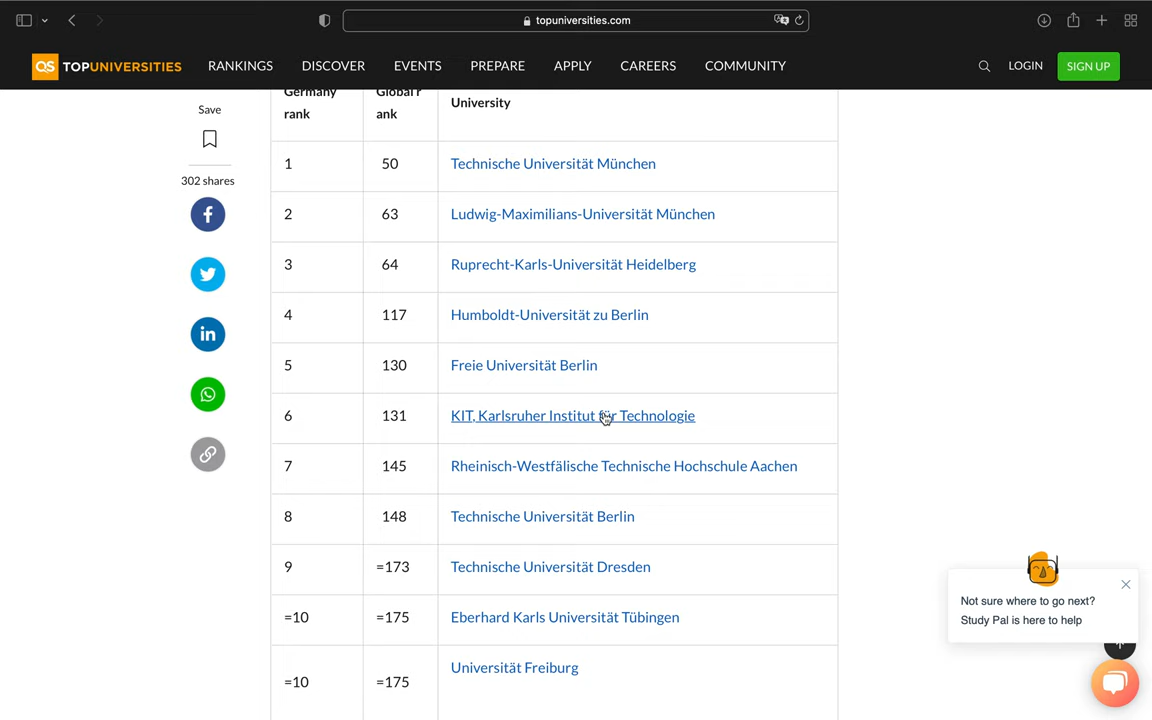 topuniversities.com
QS TOPUNIVERSITIES RANKINGS DISCOVER EVENTS PREPARE APPLY CAREERS COMMUNITY LOGIN SIGN UP
Save
302 shares
Germany rank Global rank University
1 50 Technische Universität München
2 63 Ludwig-Maximilians-Universität München
3 64 Ruprecht-Karls-Universität Heidelberg
4 117 Humboldt-Universität zu Berlin
5 130 Freie Universität Berlin
6 131 KIT, Karlsruher Institut für Technologie
7 145 Rheinisch-Westfälische Technische Hochschule Aachen
8 148 Technische Universität Berlin
9 =173 Technische Universität Dresden
=10 =175 Eberhard Karls Universität Tübingen
=10 =175 Universität Freiburg
Not sure where to go next?
Study Pal is here to help